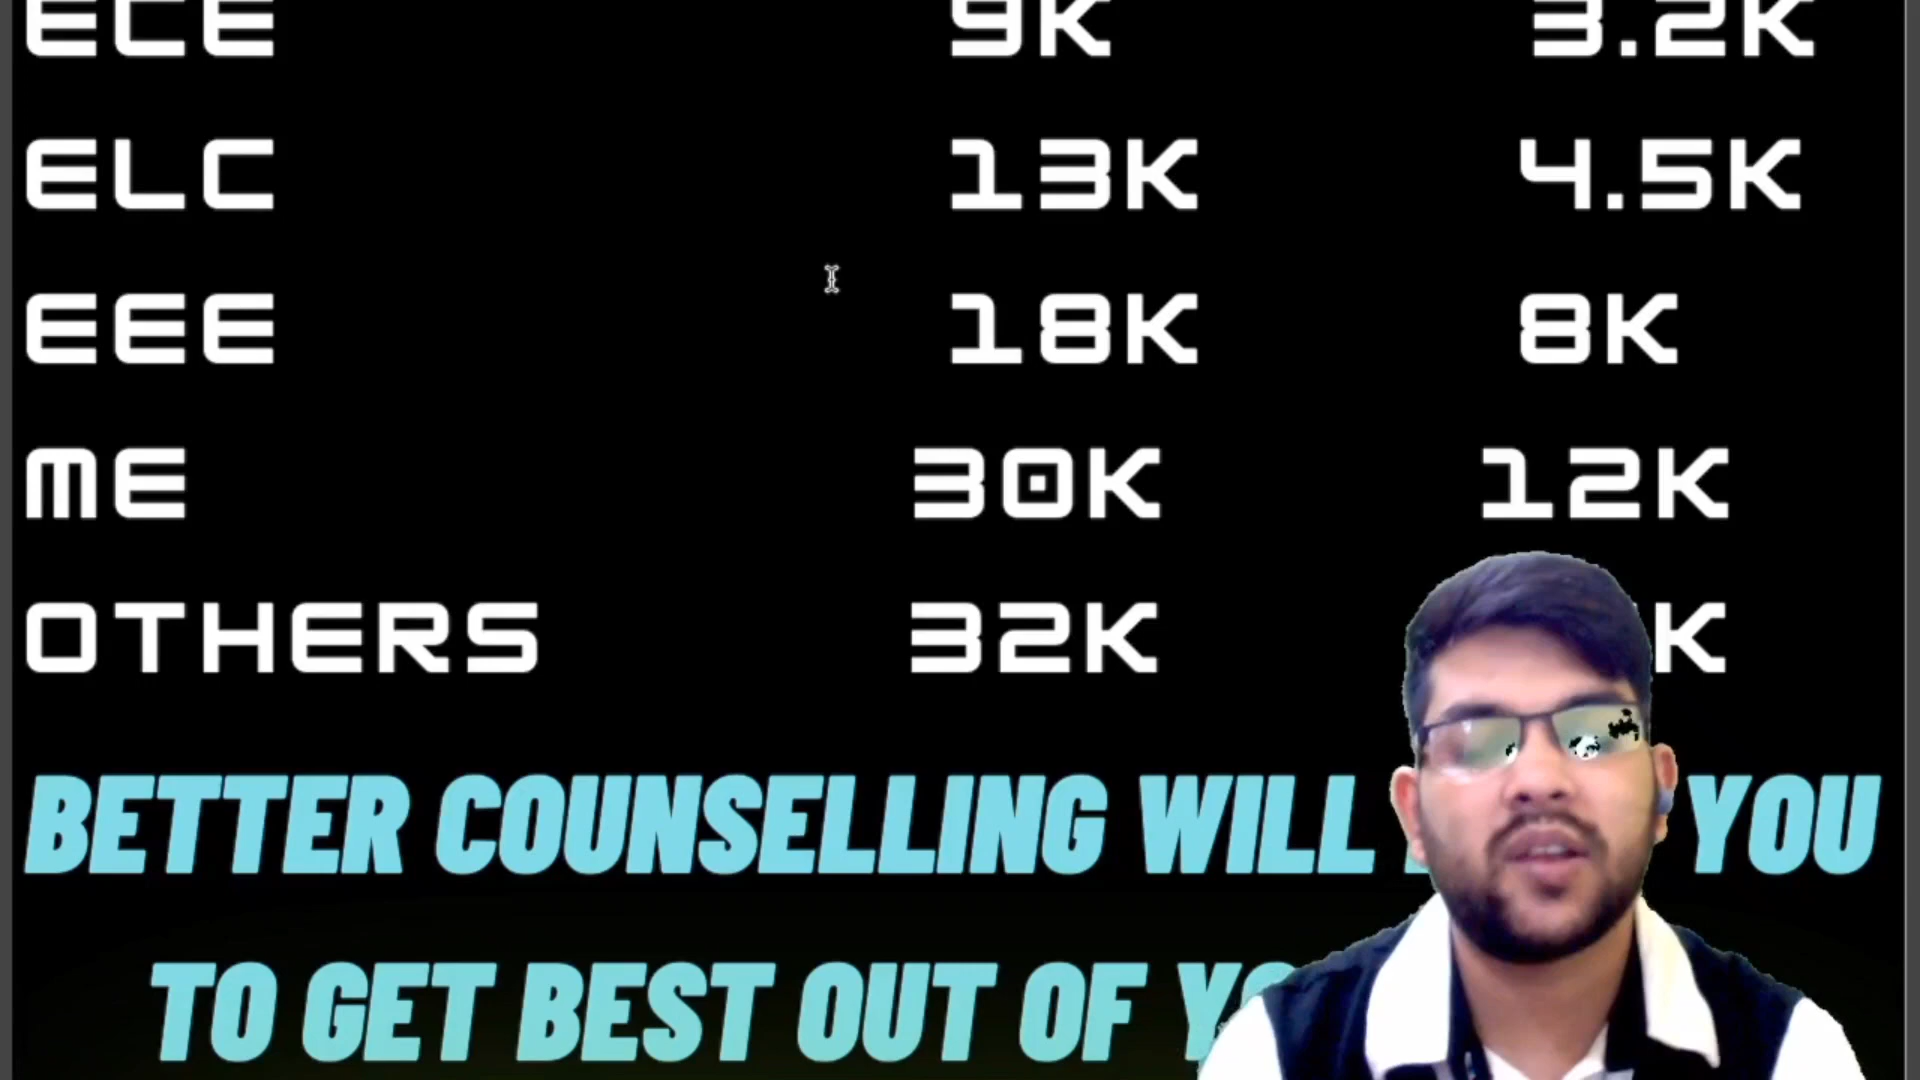 ECE 9K 3.2K
ELC 13K 4.5K
EEE 18K 8K
ME 30K 12K
OTHERS 32K K
BETTER COUNSELLING WILL YOU
TO GET BEST OUT OF